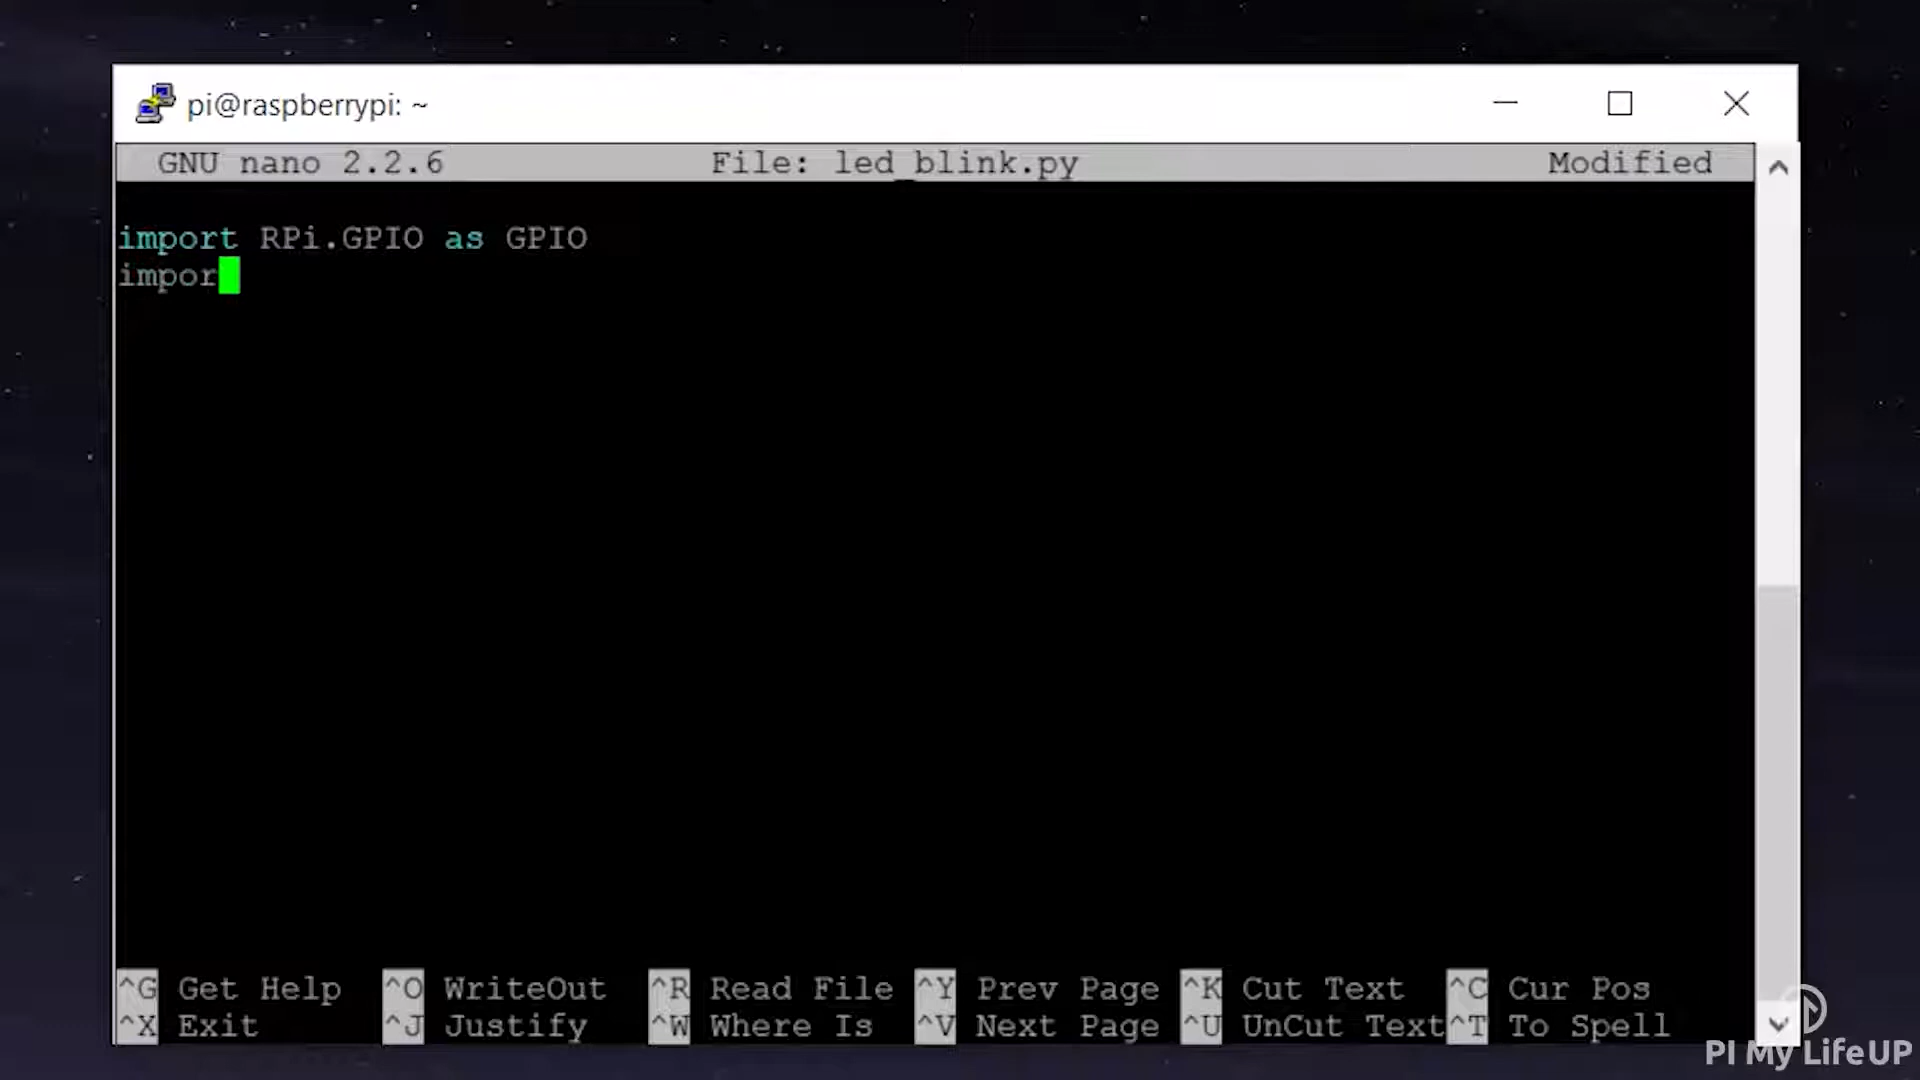 pi@raspberrypi: ~
GNU nano 2.2.6 File: led_blink.py Modified
import RPi.GPIO as GPIO
impor
^G Get Help ^O WriteOut ^R Read File ^Y Prev Page ^K Cut Text ^C Cur Pos
^X Exit ^J Justify ^W Where Is ^V Next Page ^U UnCut Text ^T To Spell
PI My LifeUP